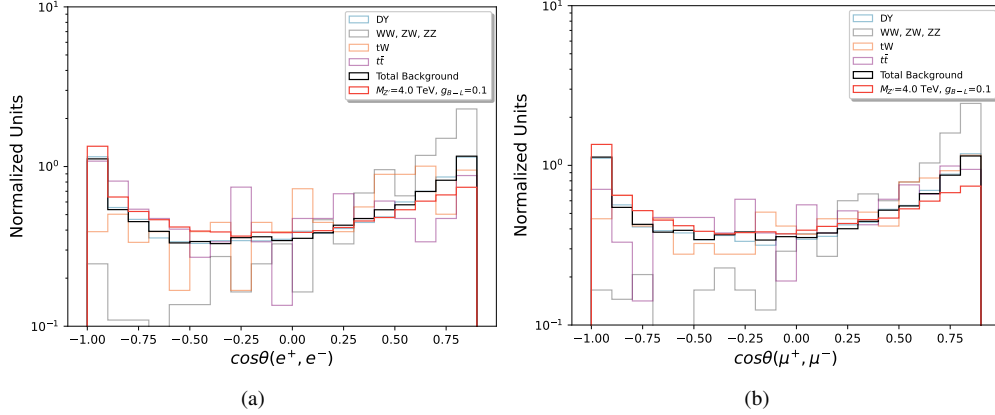 Normalized Units
10¹
10⁰
10⁻¹
DY
WW, ZW, ZZ
tW
tt̄
Total Background
M_Z'=4.0 TeV, g_B−L=0.1
−1.00 −0.75 −0.50 −0.25 0.00 0.25 0.50 0.75
cosθ(e⁺, e⁻)
(a)
Normalized Units
10¹
10⁰
10⁻¹
DY
WW, ZW, ZZ
tW
tt̄
Total Background
M_Z'=4.0 TeV, g_B−L=0.1
−1.00 −0.75 −0.50 −0.25 0.00 0.25 0.50 0.75
cosθ(μ⁺, μ⁻)
(b)